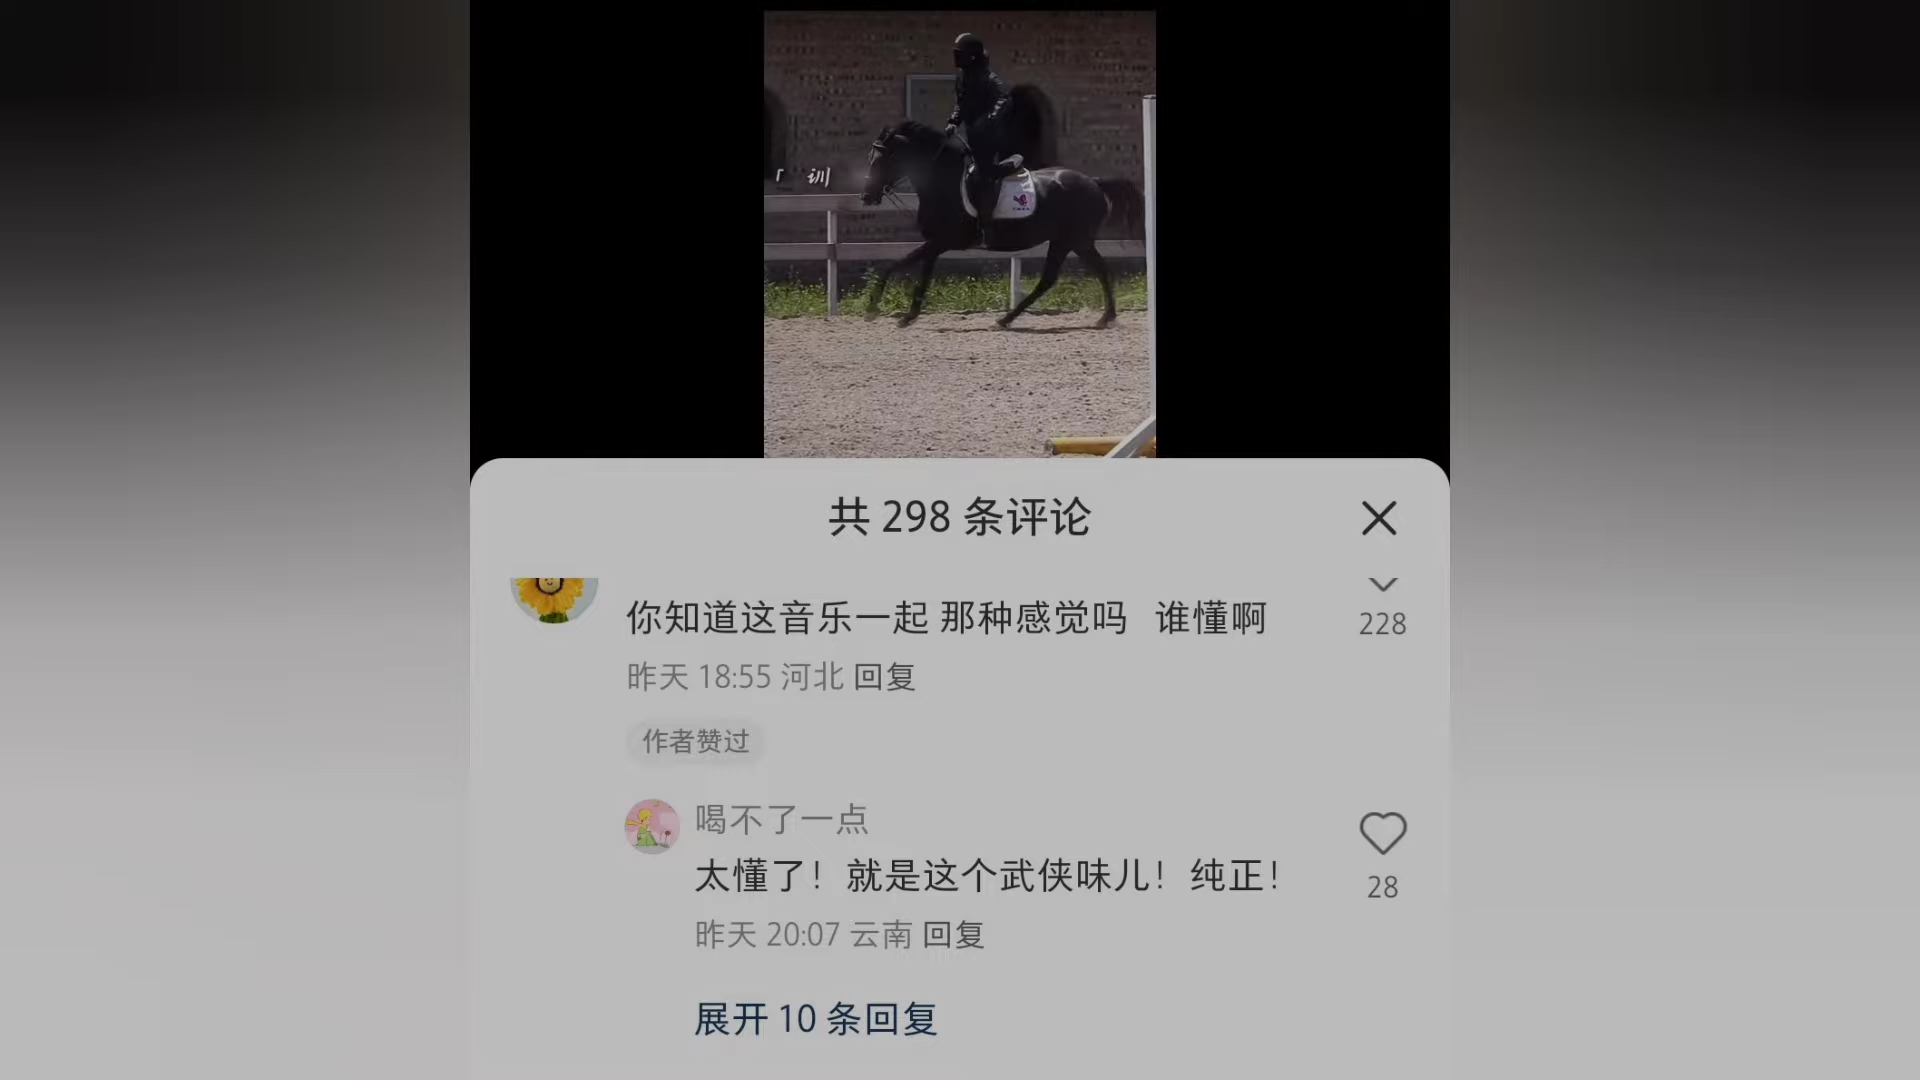 「 训
共 298 条评论
你知道这音乐一起 那种感觉吗 谁懂啊
228
昨天 18:55 河北 回复
作者赞过
喝不了一点
太懂了！就是这个武侠味儿！纯正！
28
昨天 20:07 云南 回复
展开 10 条回复